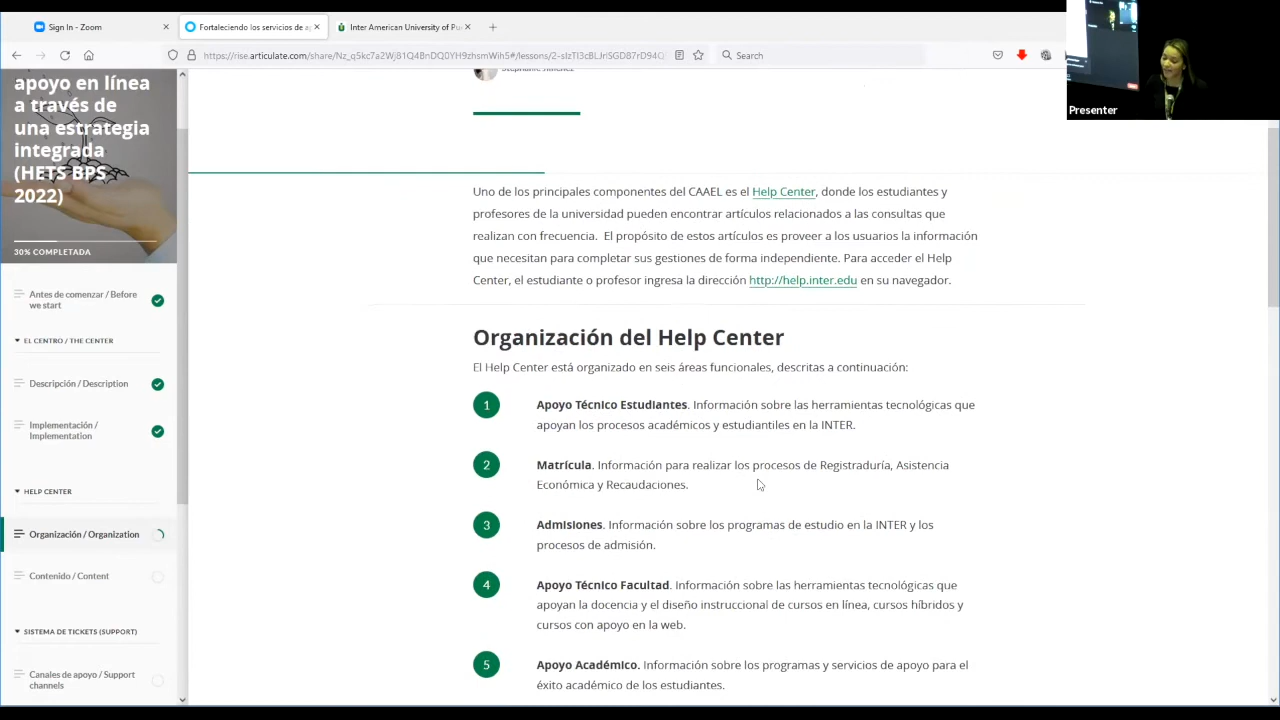 Sign In - Zoom
Fortaleciendo los servicios de a
Inter American University of Pu
https://rise.articulate.com/share/Nz_q5kc7a2Wj81Q4BnDQ0YH9zhsmWih5#/lessons/2-sIzTI3cBLJrlSGD87rD94Q
Search
Presenter
apoyo en línea
a través de
una estrategia
integrada
(HETS BPS
2022)
30% COMPLETADA
Antes de comenzar / Before
we start
EL CENTRO / THE CENTER
Descripción / Description
Implementación /
Implementation
HELP CENTER
Organización / Organization
Contenido / Content
SISTEMA DE TICKETS (SUPPORT)
Canales de apoyo / Support
channels
Uno de los principales componentes del CAAEL es el Help Center, donde los estudiantes y
profesores de la universidad pueden encontrar artículos relacionados a las consultas que
realizan con frecuencia. El propósito de estos artículos es proveer a los usuarios la información
que necesitan para completar sus gestiones de forma independiente. Para acceder el Help
Center, el estudiante o profesor ingresa la dirección http://help.inter.edu en su navegador.
Organización del Help Center
El Help Center está organizado en seis áreas funcionales, descritas a continuación:
1 Apoyo Técnico Estudiantes. Información sobre las herramientas tecnológicas que
apoyan los procesos académicos y estudiantiles en la INTER.
2 Matrícula. Información para realizar los procesos de Registraduría, Asistencia
Económica y Recaudaciones.
3 Admisiones. Información sobre los programas de estudio en la INTER y los
procesos de admisión.
4 Apoyo Técnico Facultad. Información sobre las herramientas tecnológicas que
apoyan la docencia y el diseño instruccional de cursos en línea, cursos híbridos y
cursos con apoyo en la web.
5 Apoyo Académico. Información sobre los programas y servicios de apoyo para el
éxito académico de los estudiantes.